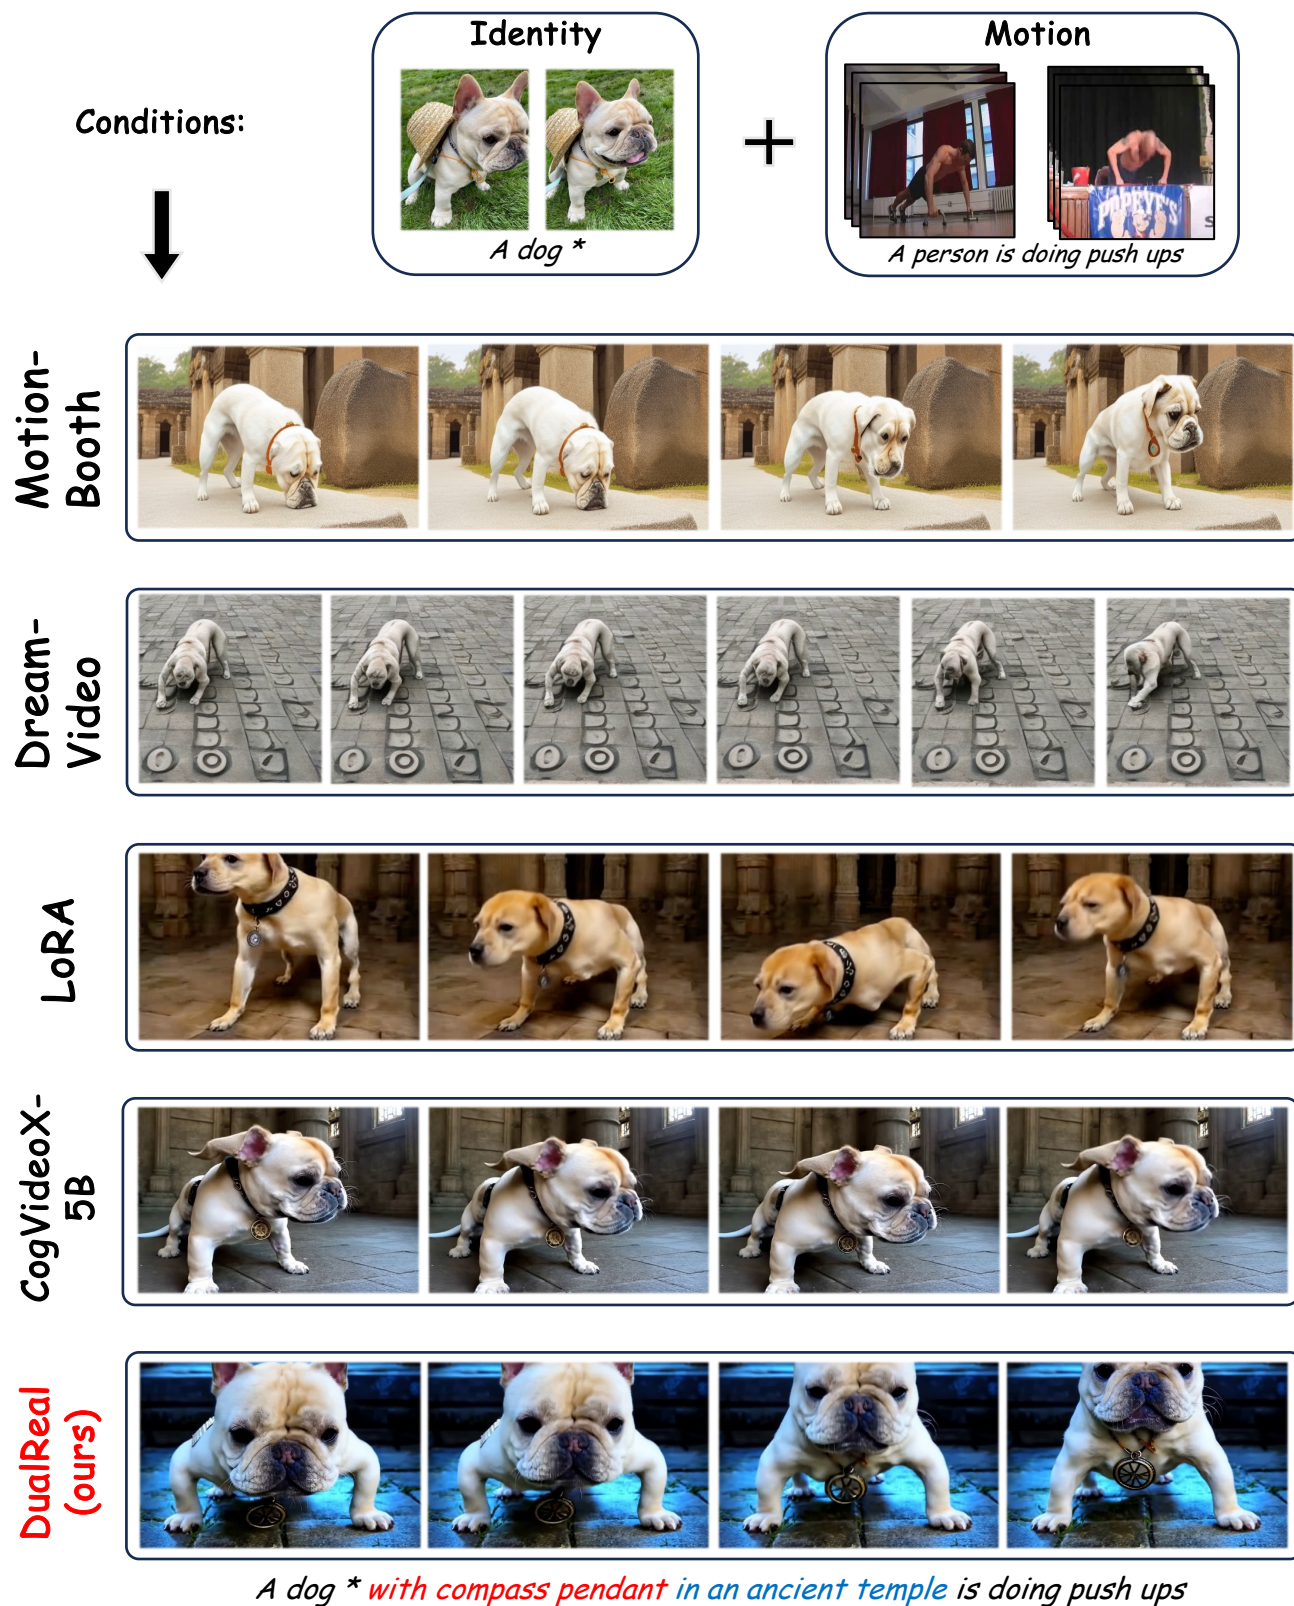 Identity
Motion
Conditions:
POPEYE'S
S
A dog *
A person is doing push ups
Motion-
Booth
Dream-
Video
LoRA
CogVideoX-
5B
DualReal
(ours)
A dog * with compass pendant in an ancient temple is doing push ups